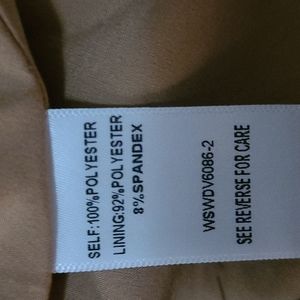 SELF:100%POLYESTER
LINING:92%POLYESTER
8%SPANDEX
WSWDV6086-2
SEE REVERSE FOR CARE